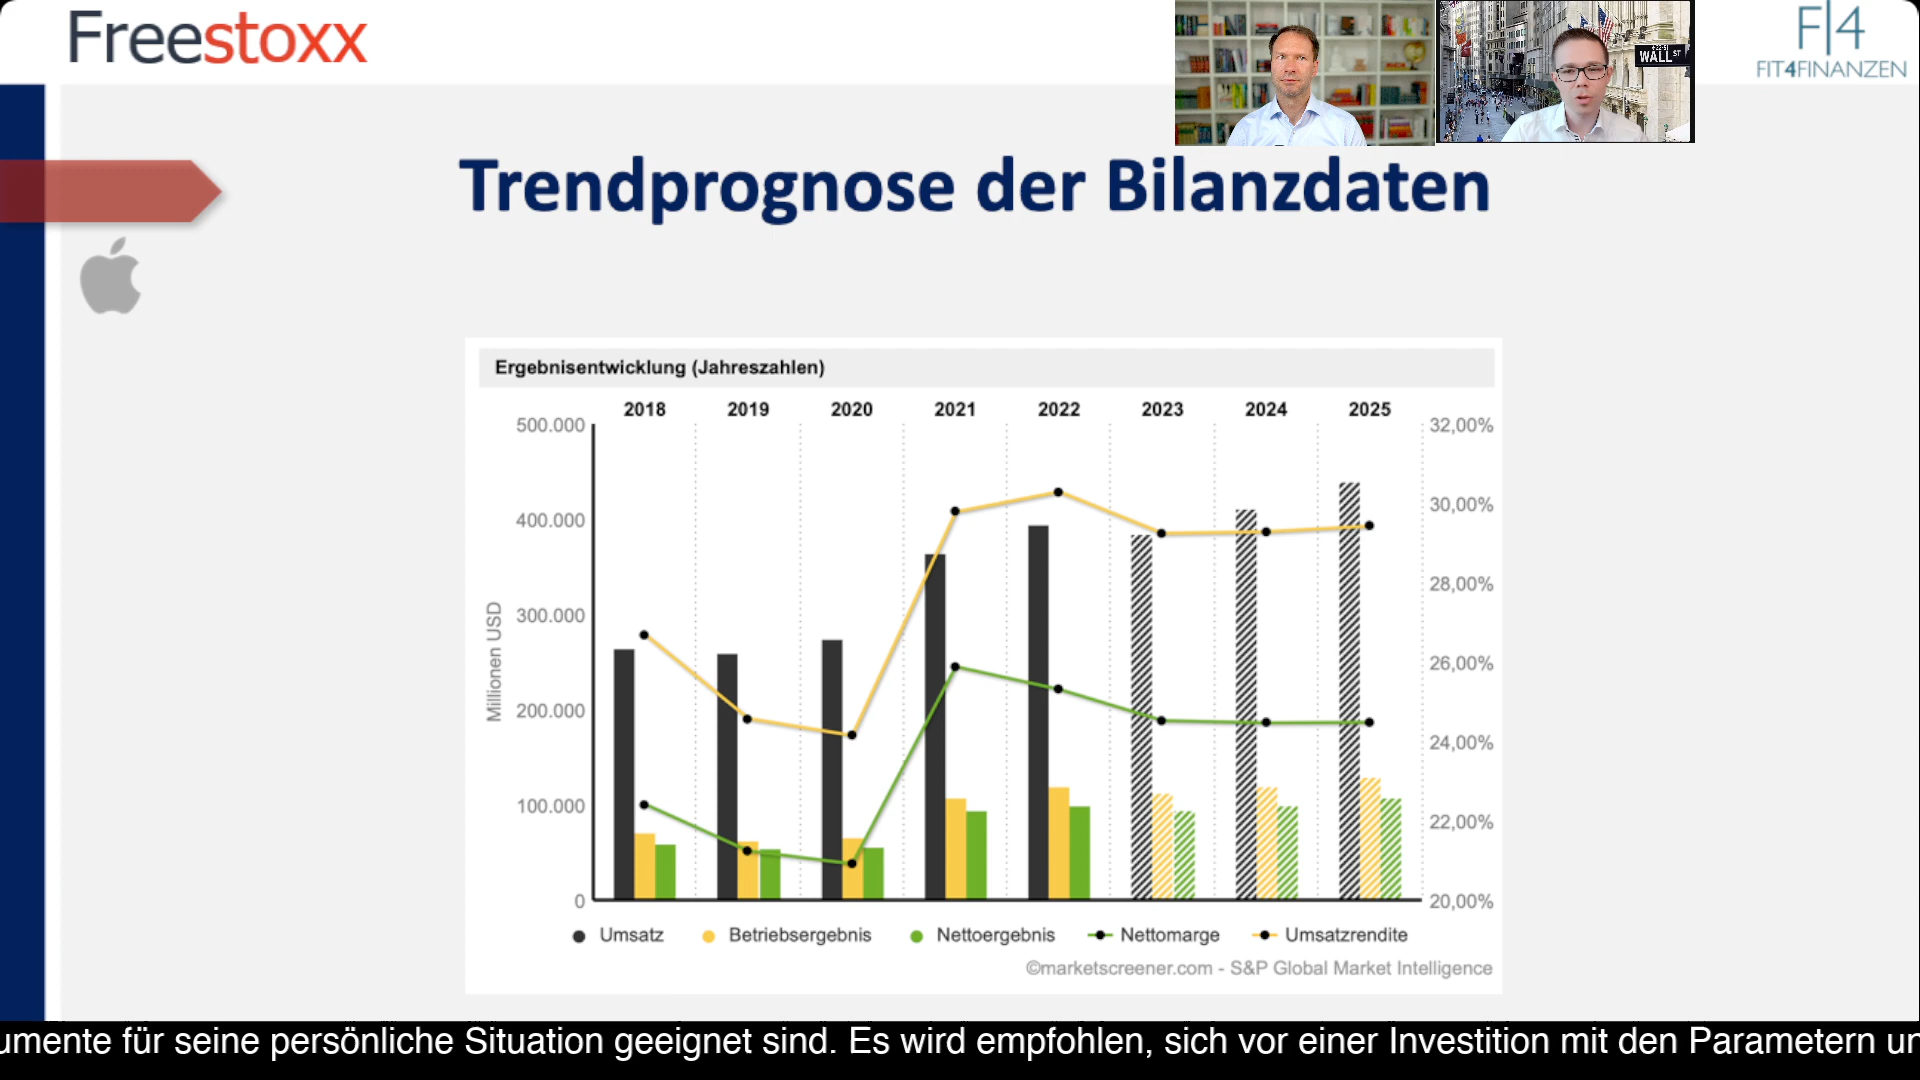 Freestoxx
WALL ST
F|4
FIT4FINANZEN
Trendprognose der Bilanzdaten
Ergebnisentwicklung (Jahreszahlen)
2018 2019 2020 2021 2022 2023 2024 2025
500.000 32,00%
30,00%
400.000
28,00%
300.000
26,00%
Millionen USD
200.000
24,00%
100.000
22,00%
0 20,00%
Umsatz Betriebsergebnis Nettoergebnis Nettomarge Umsatzrendite
©marketscreener.com - S&P Global Market Intelligence
umente für seine persönliche Situation geeignet sind. Es wird empfohlen, sich vor einer Investition mit den Parametern un